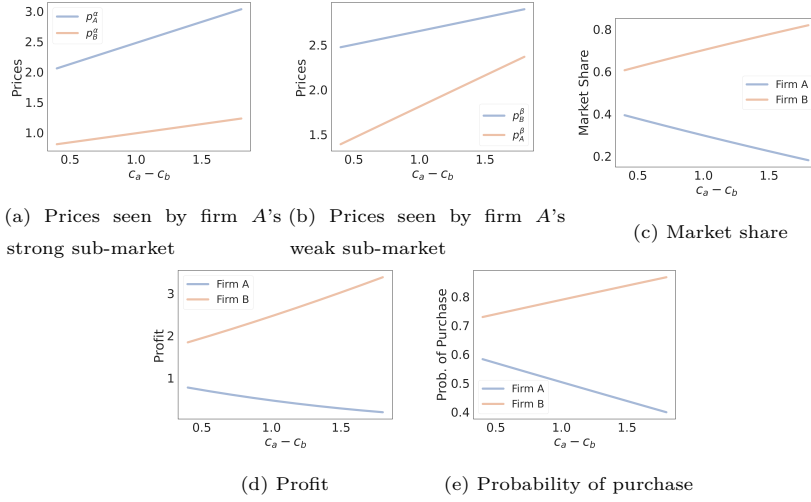 3.0
2.5
2.0
1.5
1.0
Prices
p_A^α
p_B^α
0.5 1.0 1.5
c_a − c_b
(a) Prices seen by firm A's
strong sub-market
2.5
2.0
1.5
Prices
p_B^β
p_A^β
0.5 1.0 1.5
c_a − c_b
(b) Prices seen by firm A's
weak sub-market
0.8
0.6
0.4
0.2
Market Share
Firm A
Firm B
0.5 1.0 1.5
c_a − c_b
(c) Market share
3
2
1
Profit
Firm A
Firm B
0.5 1.0 1.5
c_a − c_b
(d) Profit
0.8
0.7
0.6
0.5
0.4
Prob. of Purchase
Firm A
Firm B
0.5 1.0 1.5
c_a − c_b
(e) Probability of purchase